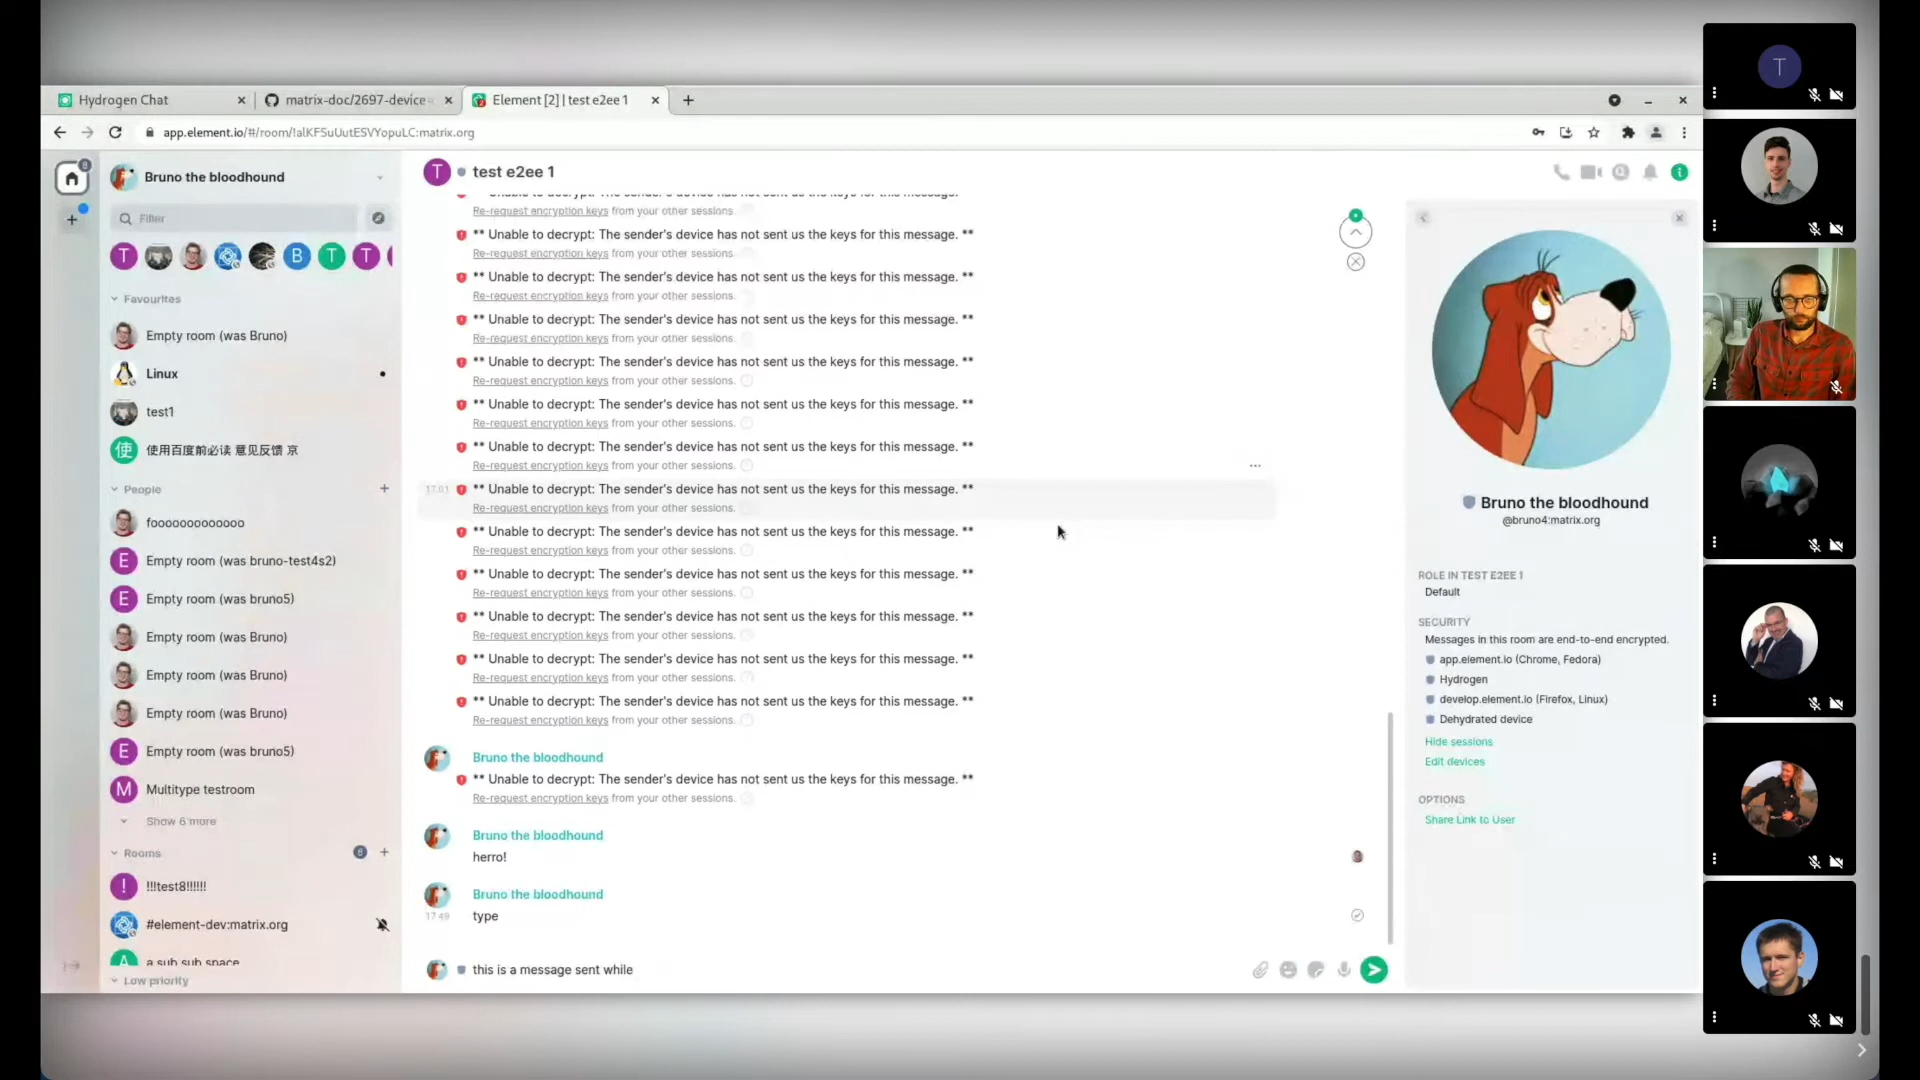 Hydrogen Chat
matrix-doc/2697-device
Element [2] | test e2ee 1
app.element.io/#/room/!alKFSuUutESVYopuLC:matrix.org
Bruno the bloodhound
Filter
T
B
T
T
Favourites
Empty room (was Bruno)
Linux
test1
使 使用百度前必读 意见反馈 京
People
fooooooooooooo
E Empty room (was bruno-test4s2)
E Empty room (was bruno5)
Empty room (was Bruno)
Empty room (was Bruno)
Empty room (was Bruno)
E Empty room (was bruno5)
M Multitype testroom
Show 6 more
Rooms
! !!!test8!!!!!!
#element-dev:matrix.org
A a sub sub space
Low priority
T test e2ee 1
Unable to decrypt: The sender's device has not sent us the keys for this message.
Re-request encryption keys from your other sessions.
** Unable to decrypt: The sender's device has not sent us the keys for this message. **
Re-request encryption keys from your other sessions.
** Unable to decrypt: The sender's device has not sent us the keys for this message. **
Re-request encryption keys from your other sessions.
** Unable to decrypt: The sender's device has not sent us the keys for this message. **
Re-request encryption keys from your other sessions.
** Unable to decrypt: The sender's device has not sent us the keys for this message. **
Re-request encryption keys from your other sessions.
** Unable to decrypt: The sender's device has not sent us the keys for this message. **
Re-request encryption keys from your other sessions.
** Unable to decrypt: The sender's device has not sent us the keys for this message. **
Re-request encryption keys from your other sessions.
17:01 ** Unable to decrypt: The sender's device has not sent us the keys for this message. **
Re-request encryption keys from your other sessions.
** Unable to decrypt: The sender's device has not sent us the keys for this message. **
Re-request encryption keys from your other sessions.
** Unable to decrypt: The sender's device has not sent us the keys for this message. **
Re-request encryption keys from your other sessions.
** Unable to decrypt: The sender's device has not sent us the keys for this message. **
Re-request encryption keys from your other sessions.
** Unable to decrypt: The sender's device has not sent us the keys for this message. **
Re-request encryption keys from your other sessions.
** Unable to decrypt: The sender's device has not sent us the keys for this message. **
Re-request encryption keys from your other sessions.
Bruno the bloodhound
** Unable to decrypt: The sender's device has not sent us the keys for this message. **
Re-request encryption keys from your other sessions.
Bruno the bloodhound
herro!
Bruno the bloodhound
17:49 type
this is a message sent while
Bruno the bloodhound
@bruno4:matrix.org
ROLE IN TEST E2EE 1
Default
SECURITY
Messages in this room are end-to-end encrypted.
app.element.io (Chrome, Fedora)
Hydrogen
develop.element.io (Firefox, Linux)
Dehydrated device
Hide sessions
Edit devices
OPTIONS
Share Link to User
T